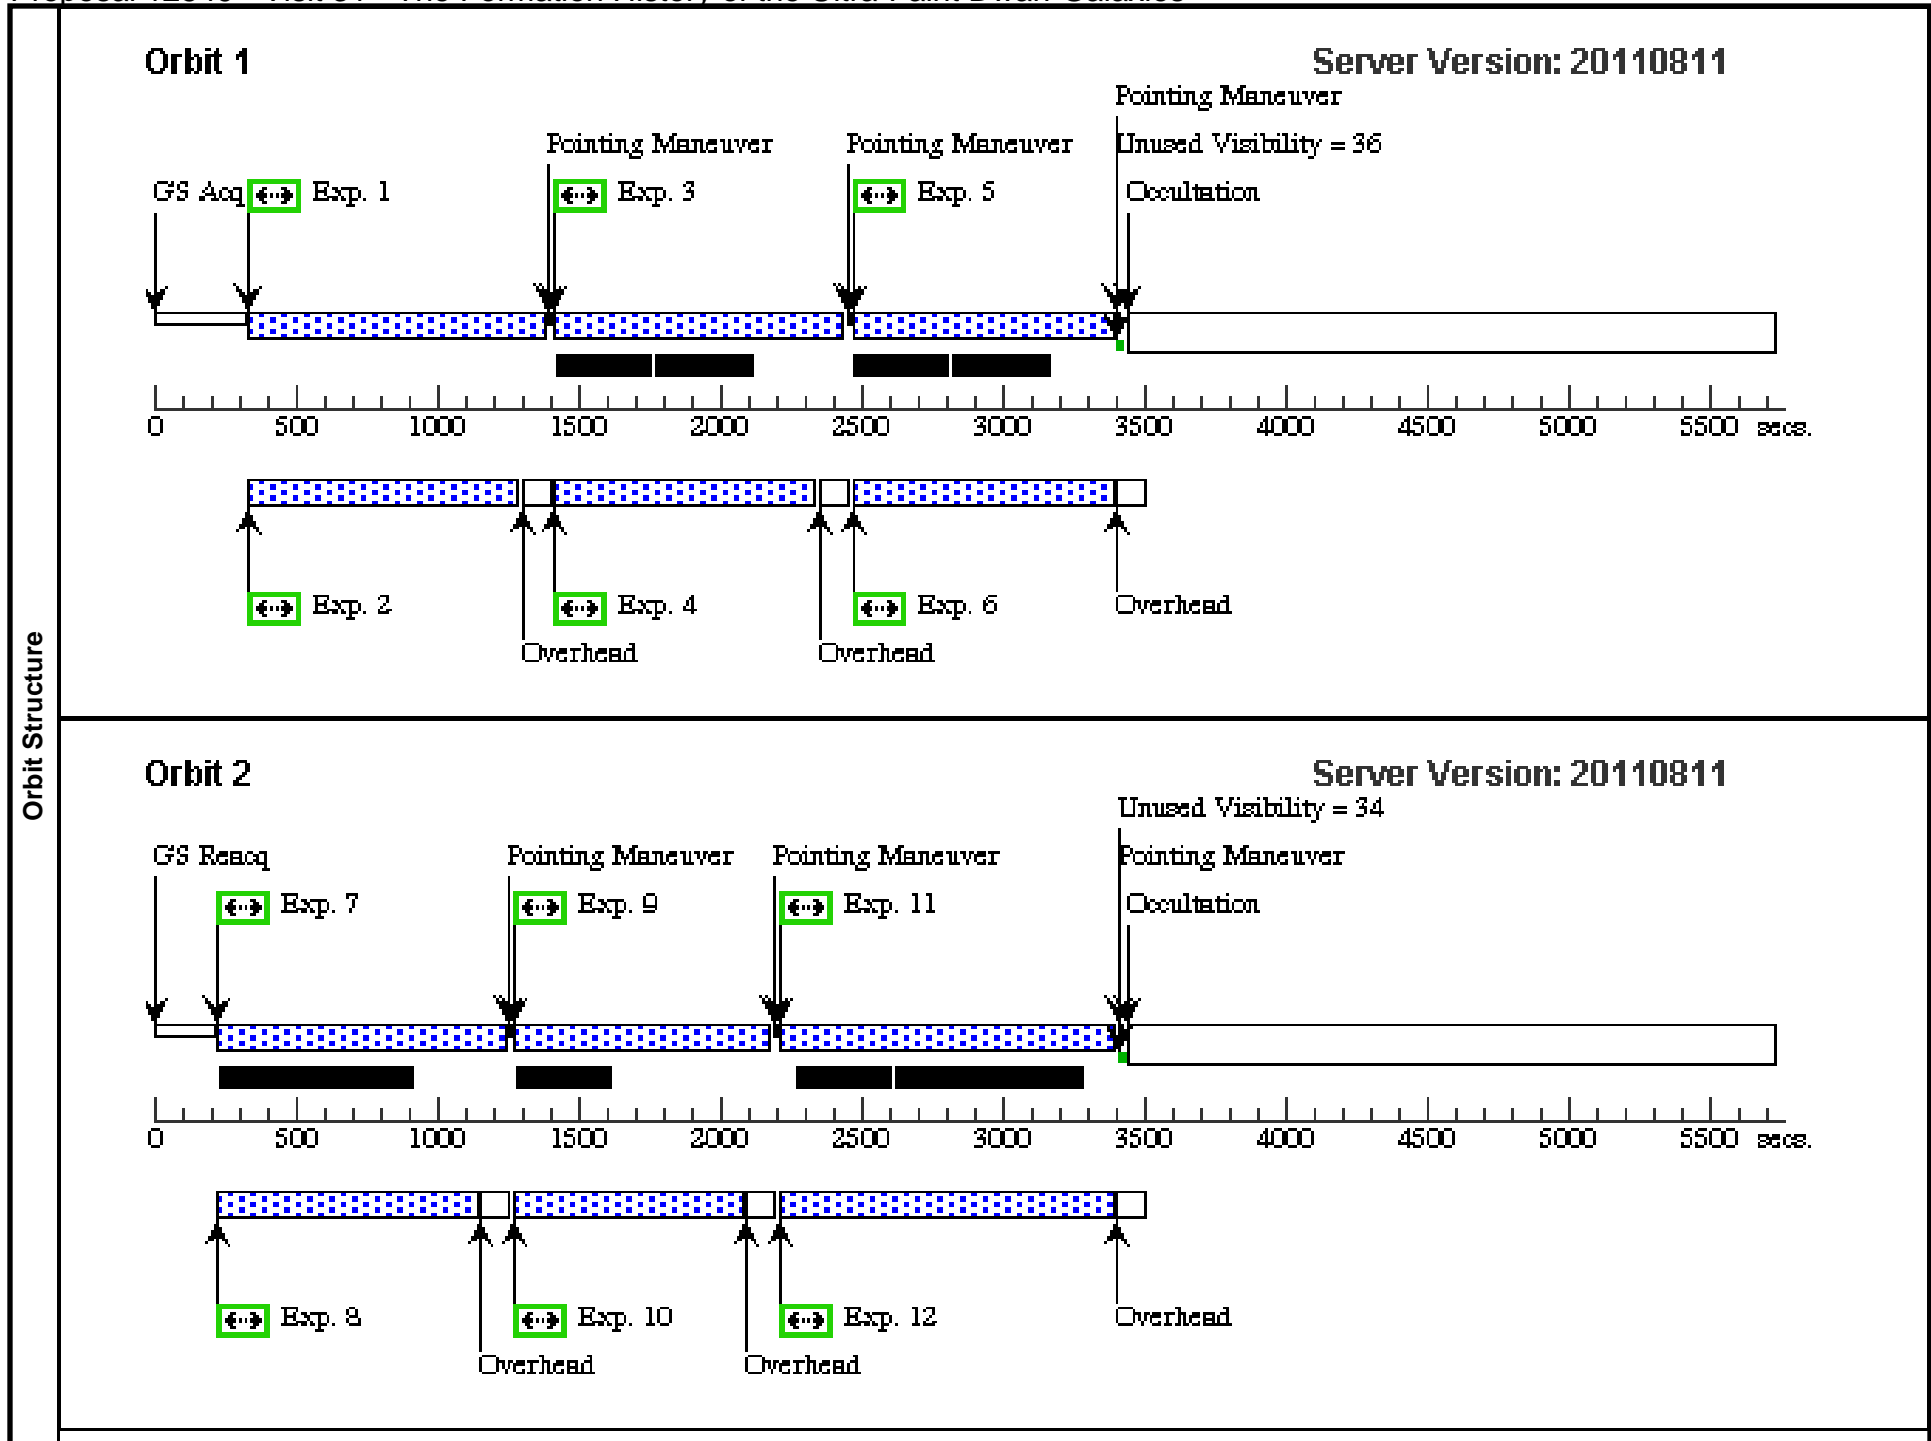 Orbit 1
Server Version: 20110811
Pointing Maneuver
Pointing Maneuver
Pointing Maneuver
Unused Visibility = 36
GS Acq
Exp. 1
Exp. 3
Exp. 5
Occultation
0 500 1000 1500 2000 2500 3000 3500 4000 4500 5000 5500 secs.
Exp. 2
Exp. 4
Exp. 6
Overhead
Overhead
Overhead
Orbit Structure
Orbit 2
Server Version: 20110811
Unused Visibility = 34
GS Reacq
Pointing Maneuver
Pointing Maneuver
Pointing Maneuver
Exp. 7
Exp. 9
Exp. 11
Occultation
0 500 1000 1500 2000 2500 3000 3500 4000 4500 5000 5500 secs.
Exp. 8
Exp. 10
Exp. 12
Overhead
Overhead
Overhead